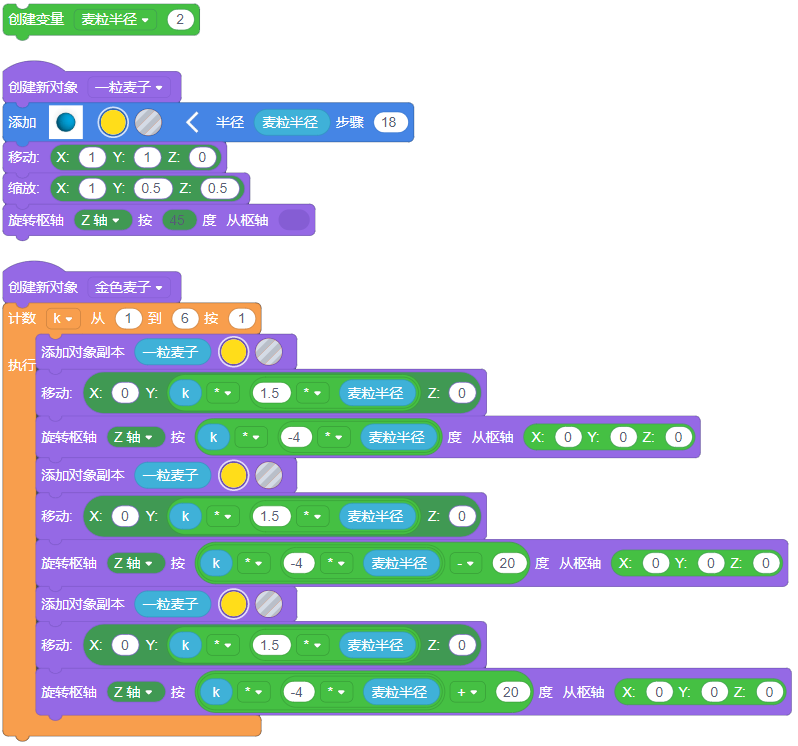 创建变量 麦粒半径 2
创建新对象 一粒麦子
添加 半径 麦粒半径 步骤 18
移动: X: 1 Y: 1 Z: 0
缩放: X: 1 Y: 0.5 Z: 0.5
旋转枢轴 Z 轴 按 45 度 从枢轴
创建新对象 金色麦子
计数 k 从 1 到 6 按 1
执行 添加对象副本 一粒麦子
移动: X: 0 Y: k * 1.5 * 麦粒半径 Z: 0
旋转枢轴 Z 轴 按 k * -4 * 麦粒半径 度 从枢轴 X: 0 Y: 0 Z: 0
添加对象副本 一粒麦子
移动: X: 0 Y: k * 1.5 * 麦粒半径 Z: 0
旋转枢轴 Z 轴 按 k * -4 * 麦粒半径 - 20 度 从枢轴 X: 0 Y: 0 Z: 0
添加对象副本 一粒麦子
移动: X: 0 Y: k * 1.5 * 麦粒半径 Z: 0
旋转枢轴 Z 轴 按 k * -4 * 麦粒半径 + 20 度 从枢轴 X: 0 Y: 0 Z: 0